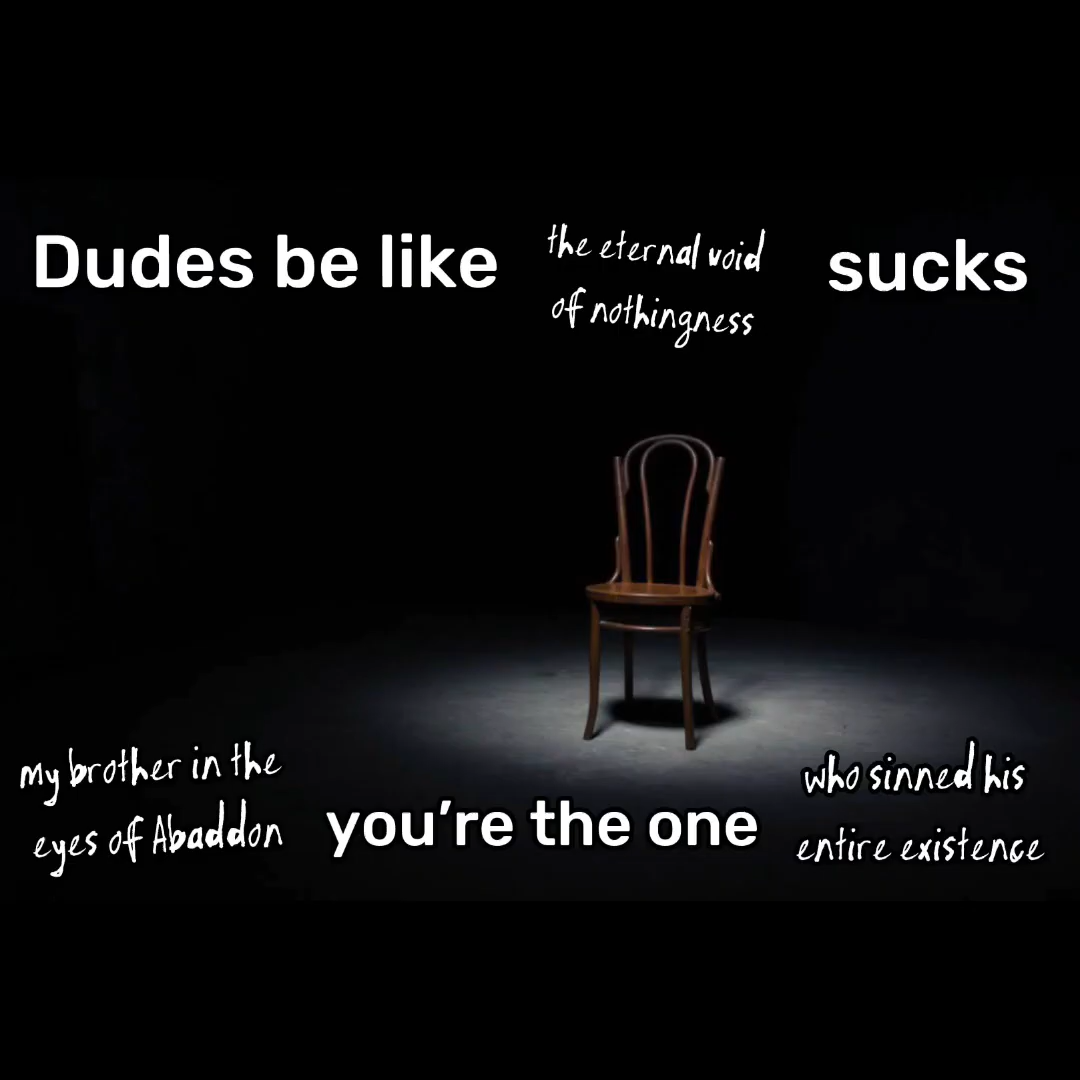 Dudes be like the eternal void sucks
of nothingness
my brother in the who sinned his
eyes of Abaddon you're the one entire existence